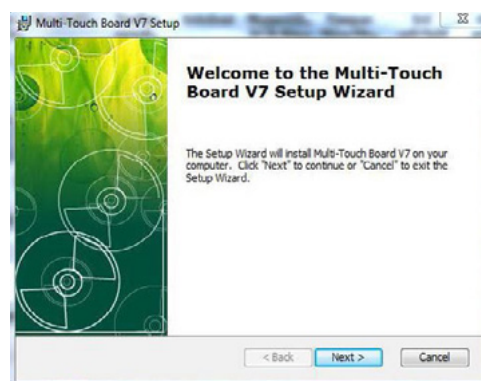 Multi-Touch Board V7 Setup
Welcome to the Multi-Touch
Board V7 Setup Wizard
The Setup Wizard will install Multi-Touch Board V7 on your
computer. Click "Next" to continue or "Cancel" to exit the
Setup Wizard.
< Back Next > Cancel